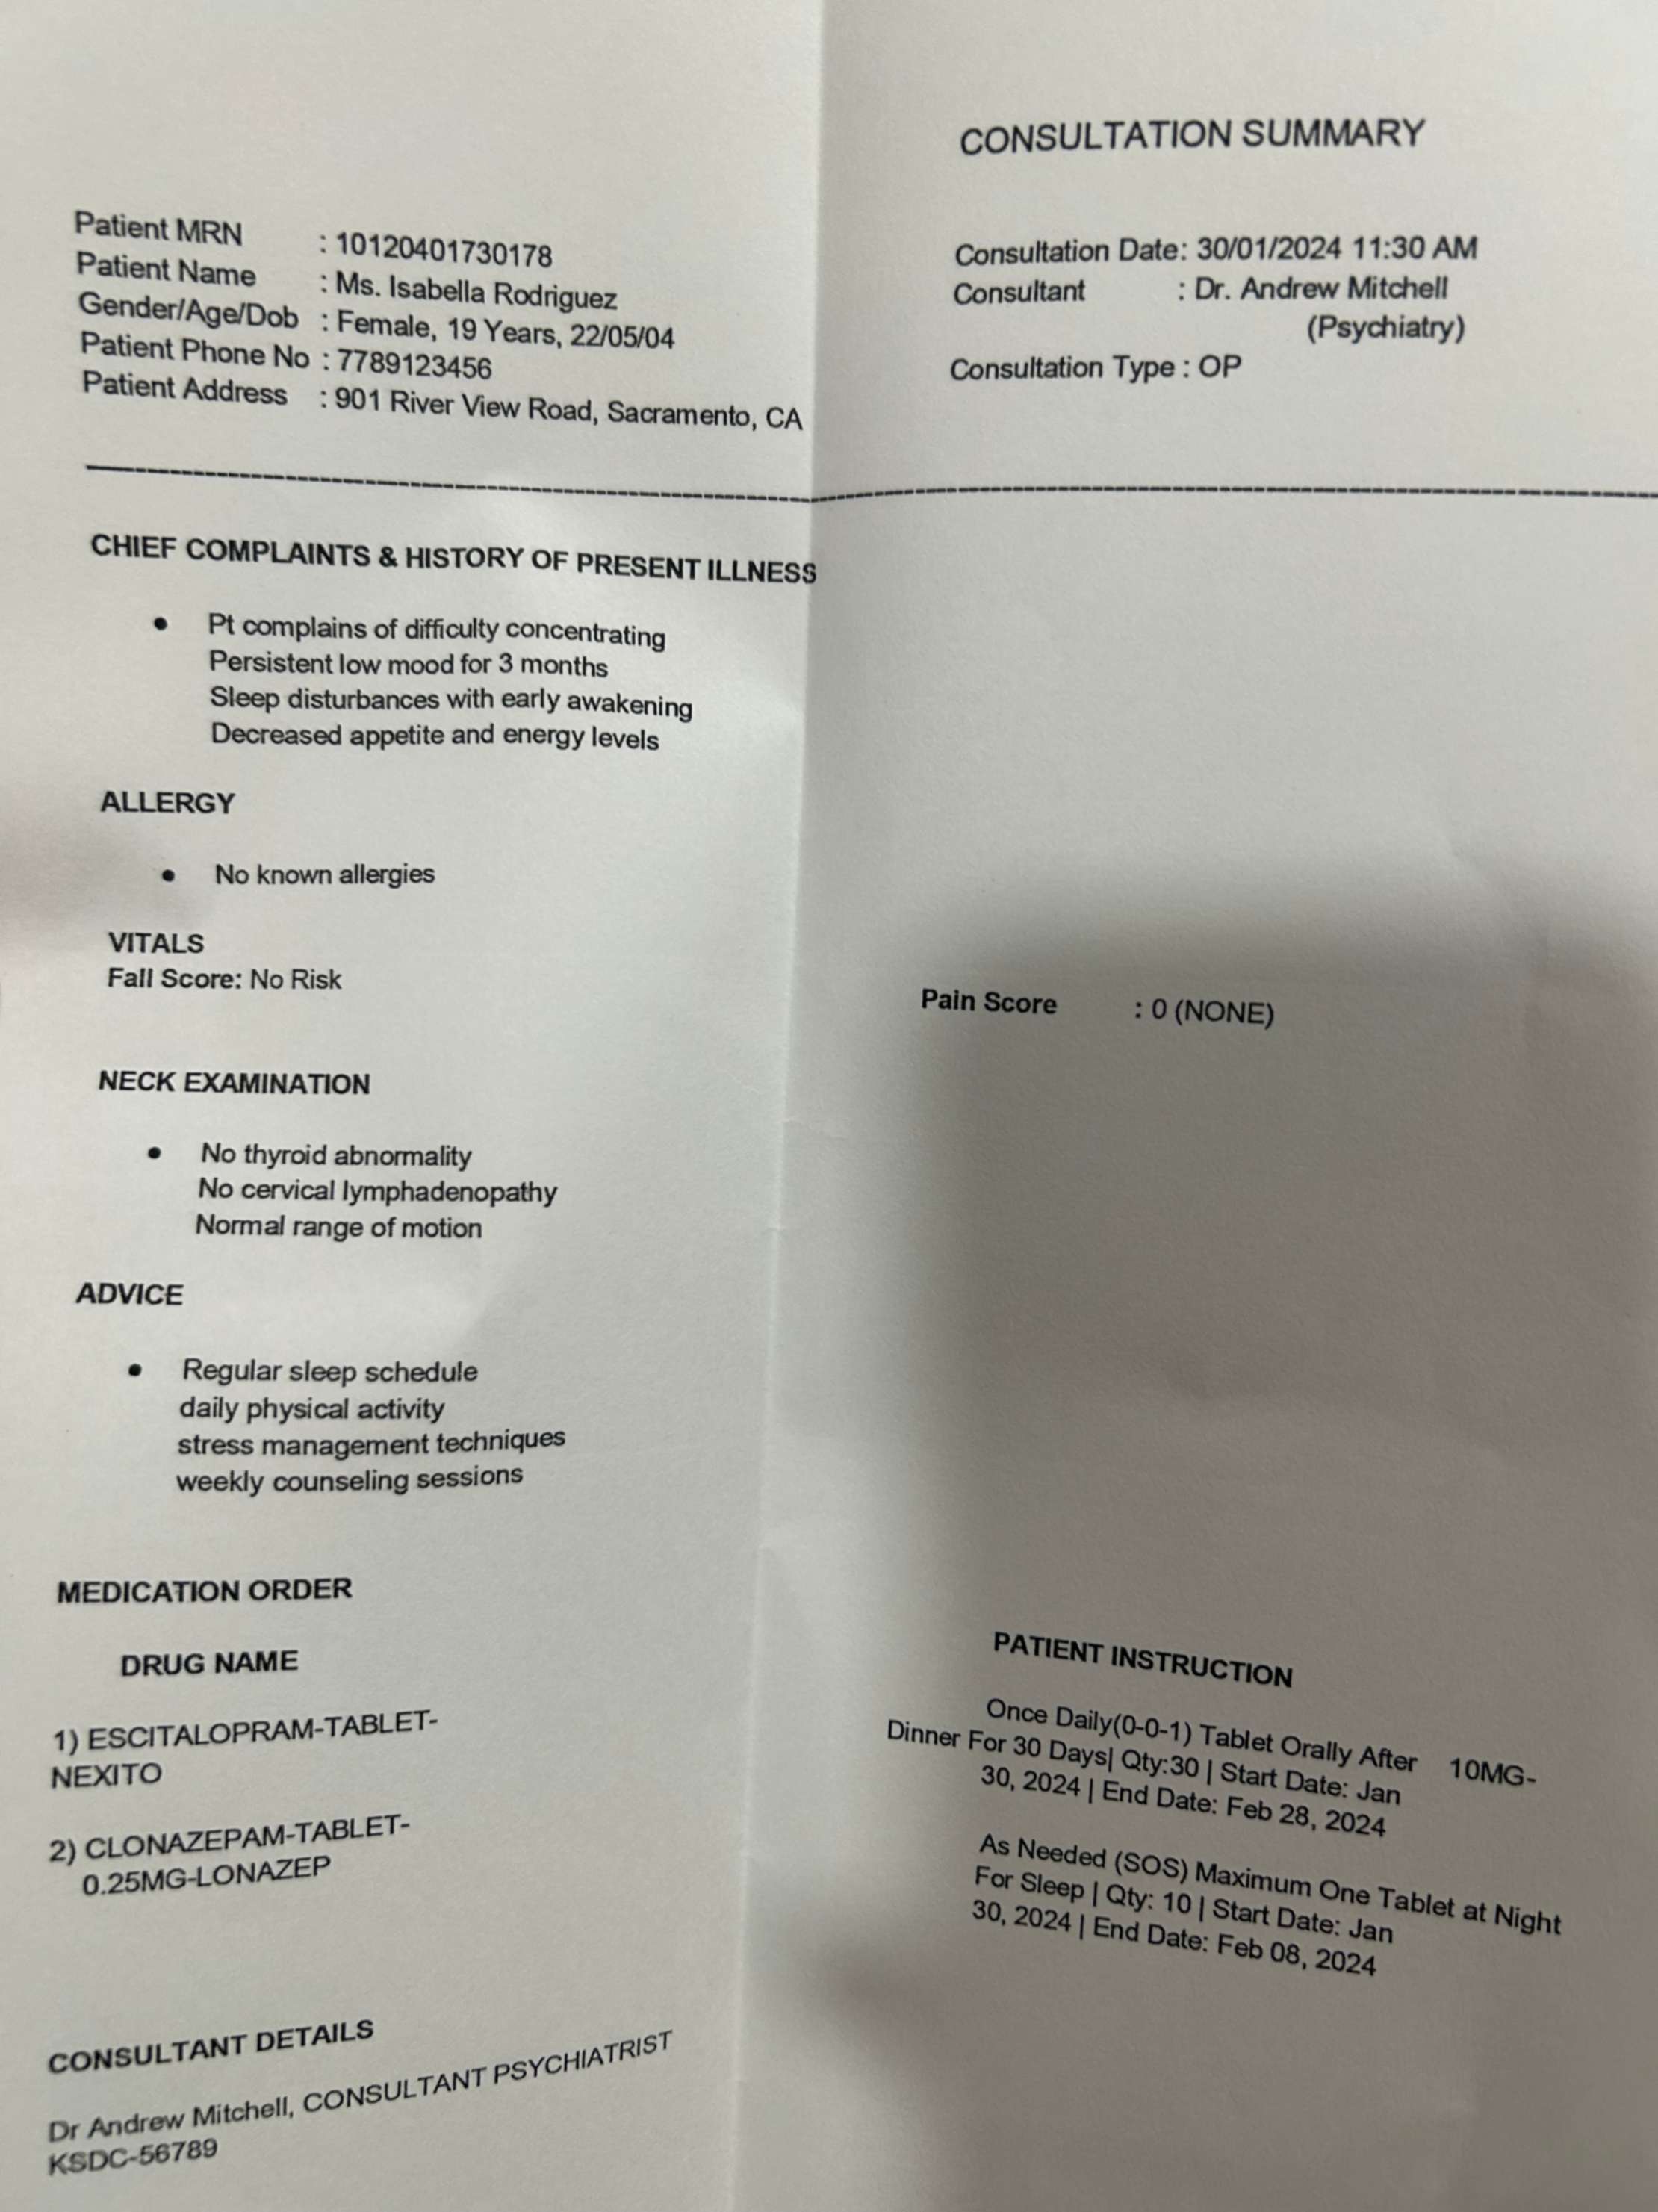 CONSULTATION SUMMARY
Patient MRN : 10120401730178
Patient Name : Ms. Isabella Rodriguez
Gender/Age/Dob : Female, 19 Years, 22/05/04
Patient Phone No : 7789123456
Patient Address : 901 River View Road, Sacramento, CA
Consultation Date: 30/01/2024 11:30 AM
Consultant : Dr. Andrew Mitchell
(Psychiatry)
Consultation Type : OP
CHIEF COMPLAINTS & HISTORY OF PRESENT ILLNESS
• Pt complains of difficulty concentrating
Persistent low mood for 3 months
Sleep disturbances with early awakening
Decreased appetite and energy levels
ALLERGY
• No known allergies
VITALS
Fall Score: No Risk
Pain Score : 0 (NONE)
NECK EXAMINATION
• No thyroid abnormality
No cervical lymphadenopathy
Normal range of motion
ADVICE
• Regular sleep schedule
daily physical activity
stress management techniques
weekly counseling sessions
MEDICATION ORDER
DRUG NAME
PATIENT INSTRUCTION
1) ESCITALOPRAM-TABLET-
NEXITO
Once Daily(0-0-1) Tablet Orally After 10MG-
Dinner For 30 Days| Qty:30 | Start Date: Jan
30, 2024 | End Date: Feb 28, 2024
2) CLONAZEPAM-TABLET-
0.25MG-LONAZEP
As Needed (SOS) Maximum One Tablet at Night
For Sleep | Qty: 10 | Start Date: Jan
30, 2024 | End Date: Feb 08, 2024
CONSULTANT DETAILS
Dr Andrew Mitchell, CONSULTANT PSYCHIATRIST
KSDC-56789